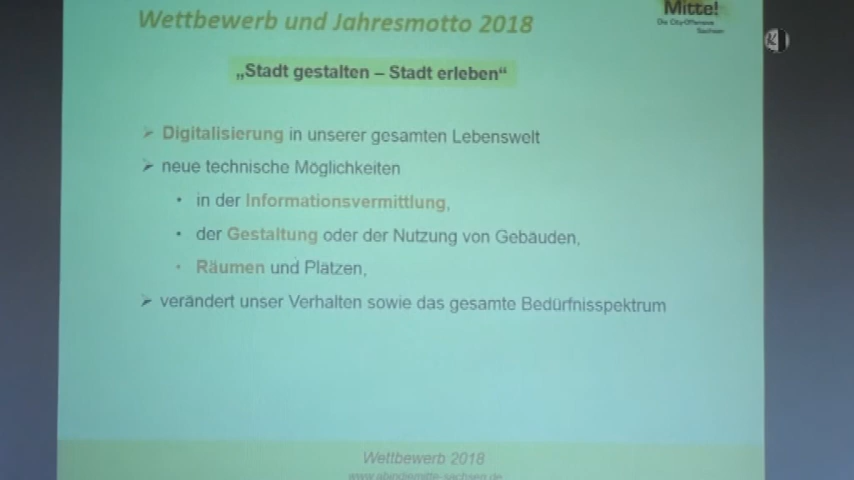 Wettbewerb und Jahresmotto 2018
Mitte!
Die City-Offensive
Sachsen
„Stadt gestalten – Stadt erleben“
Digitalisierung in unserer gesamten Lebenswelt
neue technische Möglichkeiten
• in der Informationsvermittlung,
• der Gestaltung oder der Nutzung von Gebäuden,
• Räumen und Plätzen,
verändert unser Verhalten sowie das gesamte Bedürfnisspektrum
Wettbewerb 2018
www.abindiemitte-sachsen.de